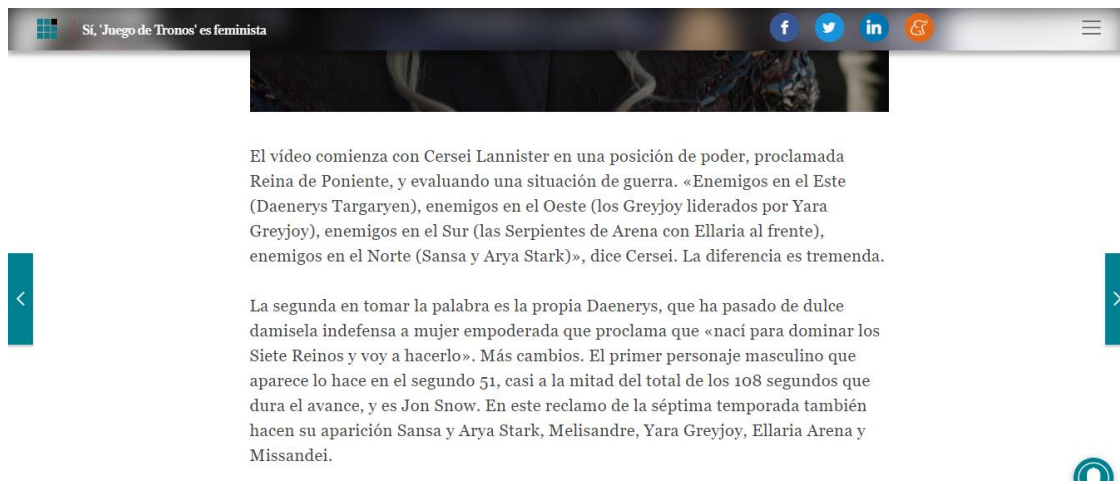 Sí, 'Juego de Tronos' es feminista
El vídeo comienza con Cersei Lannister en una posición de poder, proclamada
Reina de Poniente, y evaluando una situación de guerra. «Enemigos en el Este
(Daenerys Targaryen), enemigos en el Oeste (los Greyjoy liderados por Yara
Greyjoy), enemigos en el Sur (las Serpientes de Arena con Ellaria al frente),
enemigos en el Norte (Sansa y Arya Stark)», dice Cersei. La diferencia es tremenda.
La segunda en tomar la palabra es la propia Daenerys, que ha pasado de dulce
damisela indefensa a mujer empoderada que proclama que «nací para dominar los
Siete Reinos y voy a hacerlo». Más cambios. El primer personaje masculino que
aparece lo hace en el segundo 51, casi a la mitad del total de los 108 segundos que
dura el avance, y es Jon Snow. En este reclamo de la séptima temporada también
hacen su aparición Sansa y Arya Stark, Melisandre, Yara Greyjoy, Ellaria Arena y
Missandei.